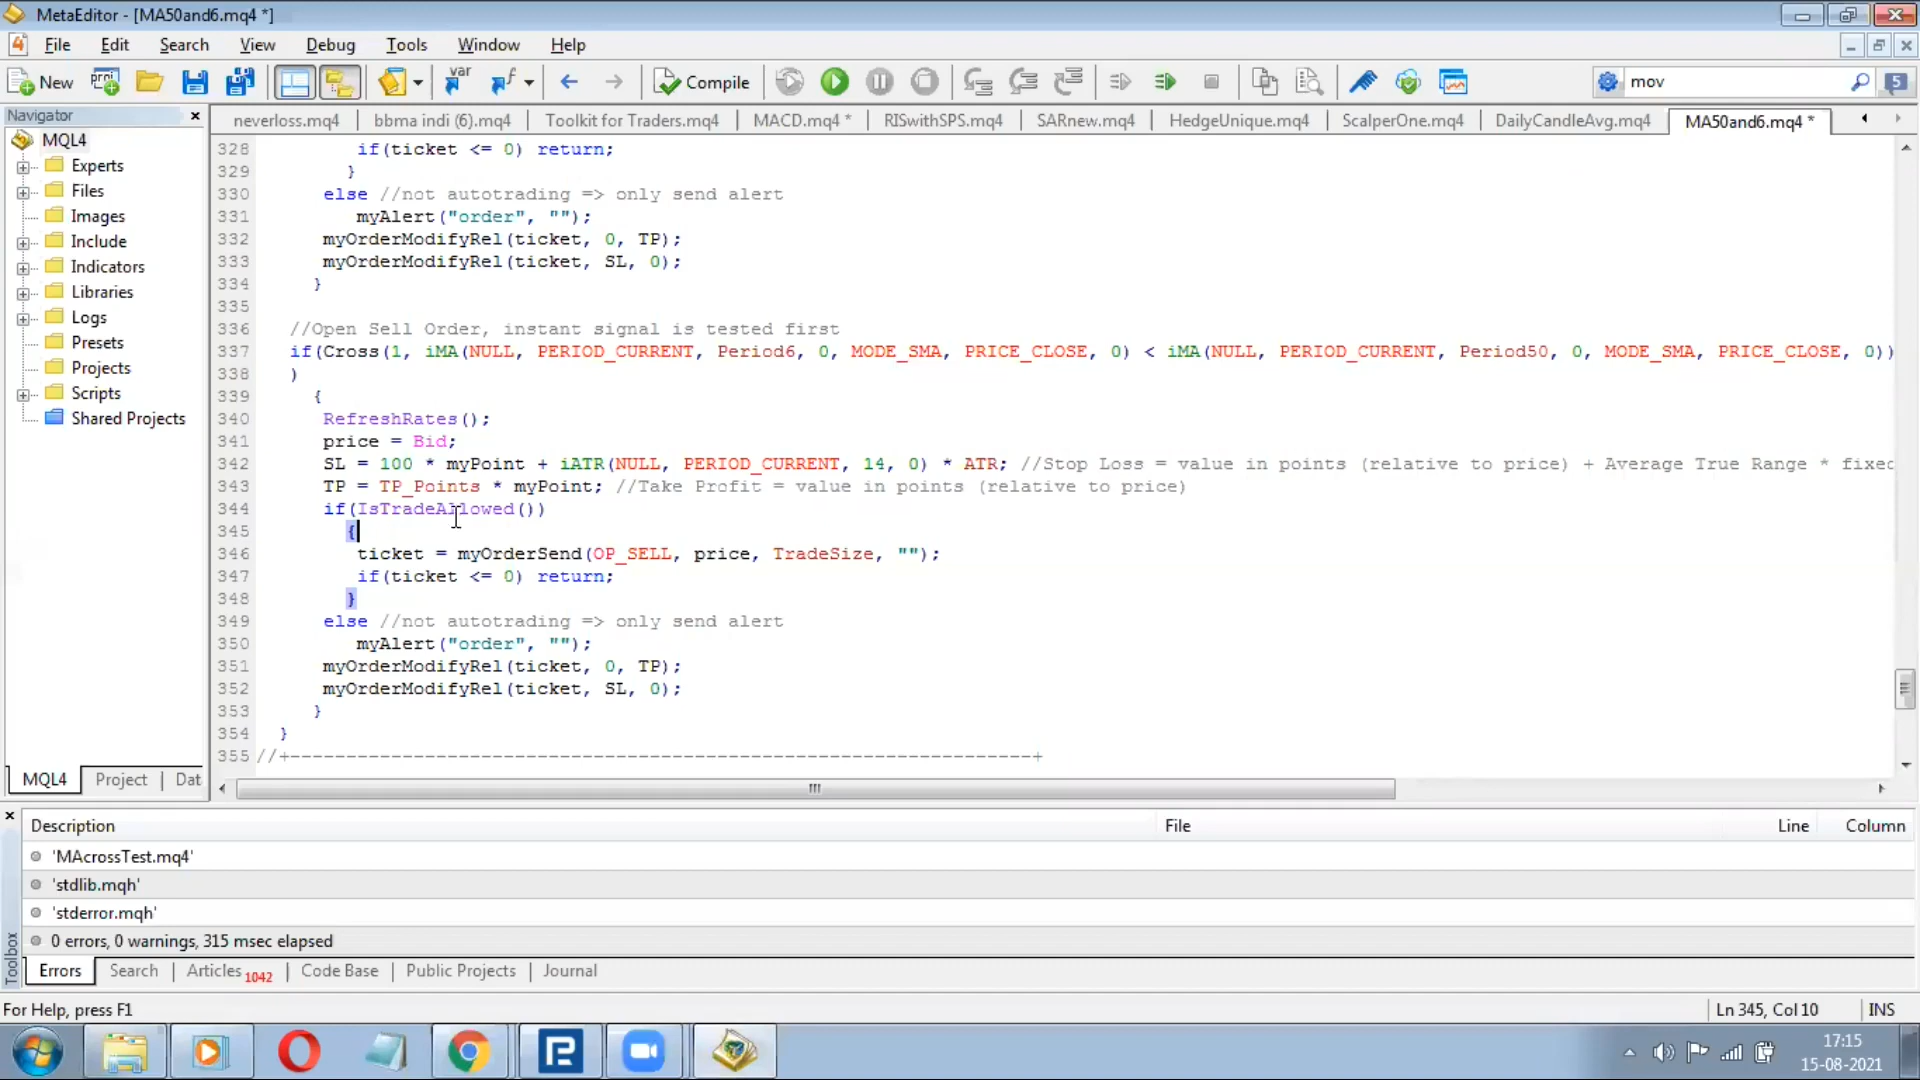 MetaEditor - [MA50and6.mq4 *]
File Edit Search View Debug Tools Window Help
New Compile mov 5
Navigator
neverloss.mq4 bbma indi (6).mq4 Toolkit for Traders.mq4 MACD.mq4 * RISwithSPS.mq4 SARnew.mq4 HedgeUnique.mq4 ScalperOne.mq4 DailyCandleAvg.mq4 MA50and6.mq4 *
MQL4
Experts
Files
Images
Include
Indicators
Libraries
Logs
Presets
Projects
Scripts
Shared Projects
MQL4 Project Dat
328 if(ticket <= 0) return;
329 }
330 else //not autotrading => only send alert
331 myAlert("order", "");
332 myOrderModifyRel(ticket, 0, TP);
333 myOrderModifyRel(ticket, SL, 0);
334 }
335
336 //Open Sell Order, instant signal is tested first
337 if(Cross(1, iMA(NULL, PERIOD_CURRENT, Period6, 0, MODE_SMA, PRICE_CLOSE, 0) < iMA(NULL, PERIOD_CURRENT, Period50, 0, MODE_SMA, PRICE_CLOSE, 0))
338 )
339 {
340 RefreshRates();
341 price = Bid;
342 SL = 100 * myPoint + iATR(NULL, PERIOD_CURRENT, 14, 0) * ATR; //Stop Loss = value in points (relative to price) + Average True Range * fixed
343 TP = TP_Points * myPoint; //Take Profit = value in points (relative to price)
344 if(IsTradeAllowed())
345 {
346 ticket = myOrderSend(OP_SELL, price, TradeSize, "");
347 if(ticket <= 0) return;
348 }
349 else //not autotrading => only send alert
350 myAlert("order", "");
351 myOrderModifyRel(ticket, 0, TP);
352 myOrderModifyRel(ticket, SL, 0);
353 }
354 }
355 //+------------------------------------------------------------------+
Description File Line Column
'MAcrossTest.mq4'
'stdlib.mqh'
'stderror.mqh'
0 errors, 0 warnings, 315 msec elapsed
Toolbox
Errors Search Articles 1042 Code Base Public Projects Journal
For Help, press F1 Ln 345, Col 10 INS
17:15
15-08-2021